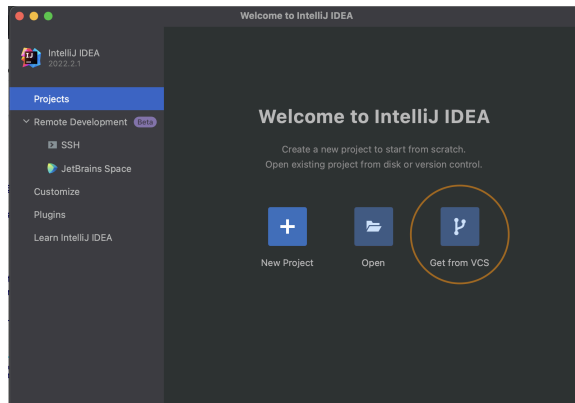 Welcome to IntelliJ IDEA
IntelliJ IDEA
2022.2.1
Projects
Remote Development Beta
SSH
JetBrains Space
Customize
Plugins
Learn IntelliJ IDEA
Welcome to IntelliJ IDEA
Create a new project to start from scratch.
Open existing project from disk or version control.
New Project Open Get from VCS